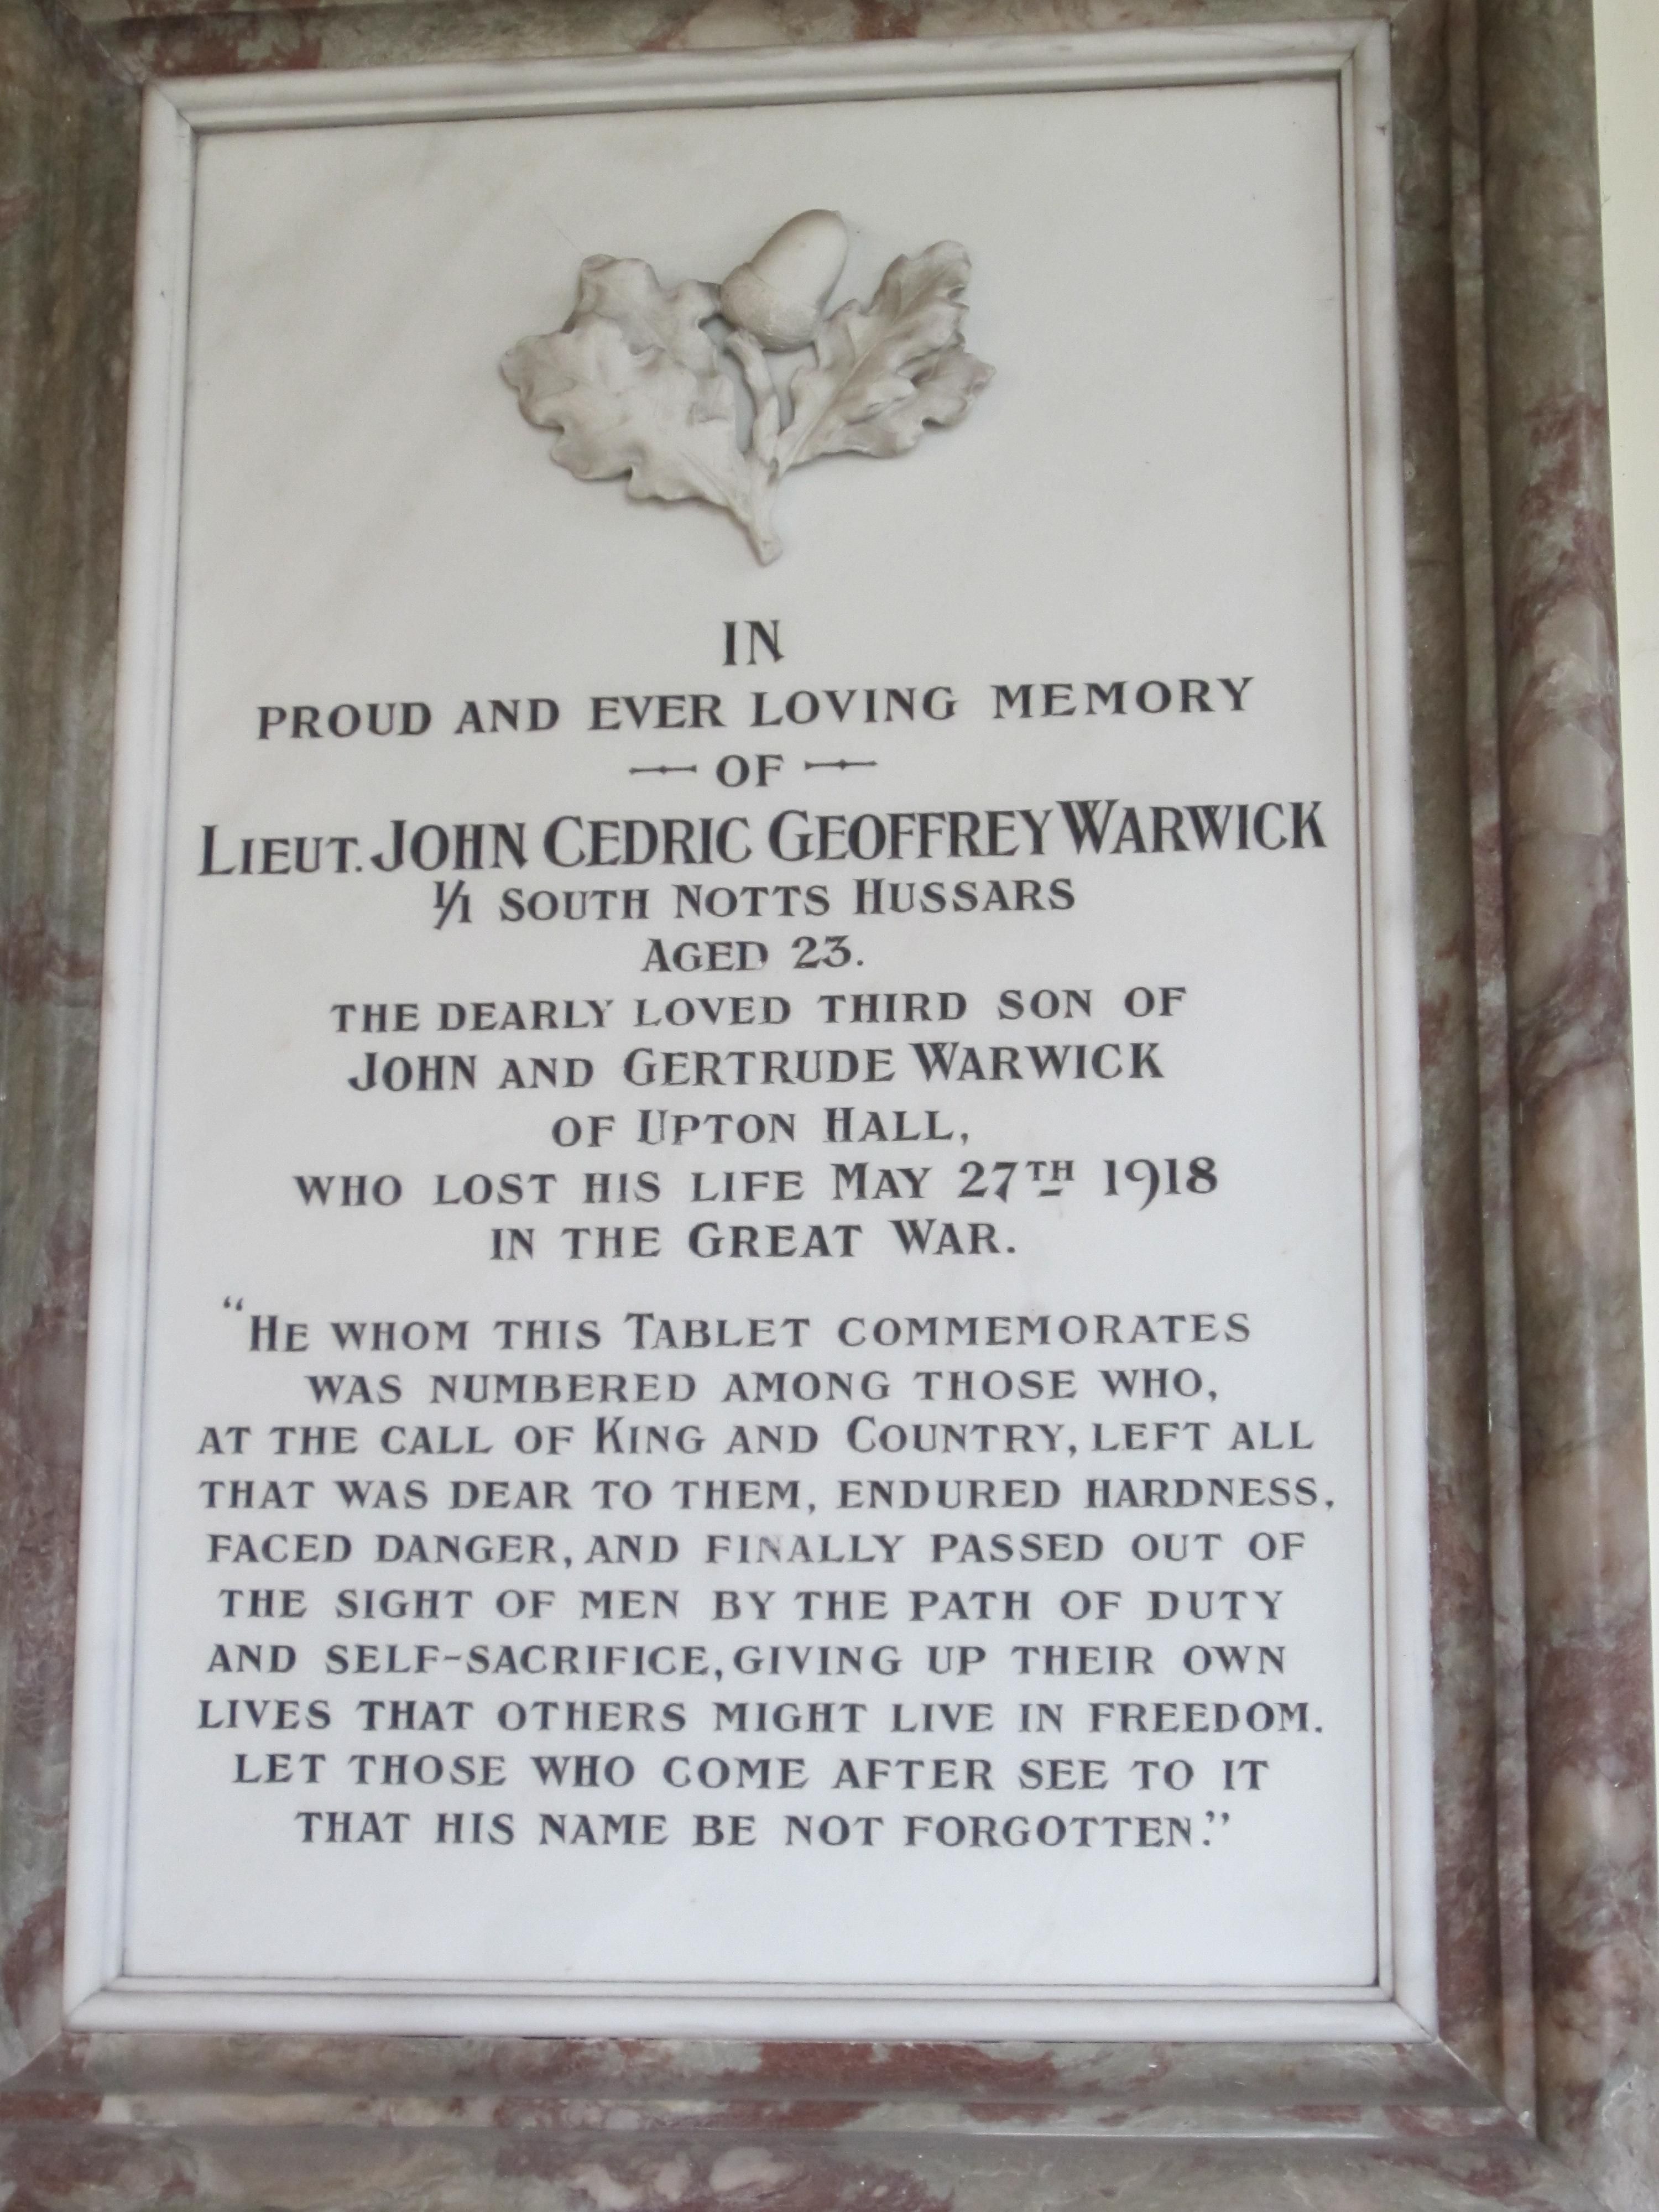 IN
PROUD AND EVER LOVING MEMORY
OF
LIEUT. JOHN CEDRIC GEOFFREY WARWICK
1/1 SOUTH NOTTS HUSSARS
AGED 23.
THE DEARLY LOVED THIRD SON OF
JOHN AND GERTRUDE WARWICK
OF UPTON HALL,
WHO LOST HIS LIFE MAY 27TH 1918
IN THE GREAT WAR.
"HE WHOM THIS TABLET COMMEMORATES
WAS NUMBERED AMONG THOSE WHO,
AT THE CALL OF KING AND COUNTRY, LEFT ALL
THAT WAS DEAR TO THEM, ENDURED HARDNESS,
FACED DANGER, AND FINALLY PASSED OUT OF
THE SIGHT OF MEN BY THE PATH OF DUTY
AND SELF-SACRIFICE, GIVING UP THEIR OWN
LIVES THAT OTHERS MIGHT LIVE IN FREEDOM.
LET THOSE WHO COME AFTER SEE TO IT
THAT HIS NAME BE NOT FORGOTTEN."